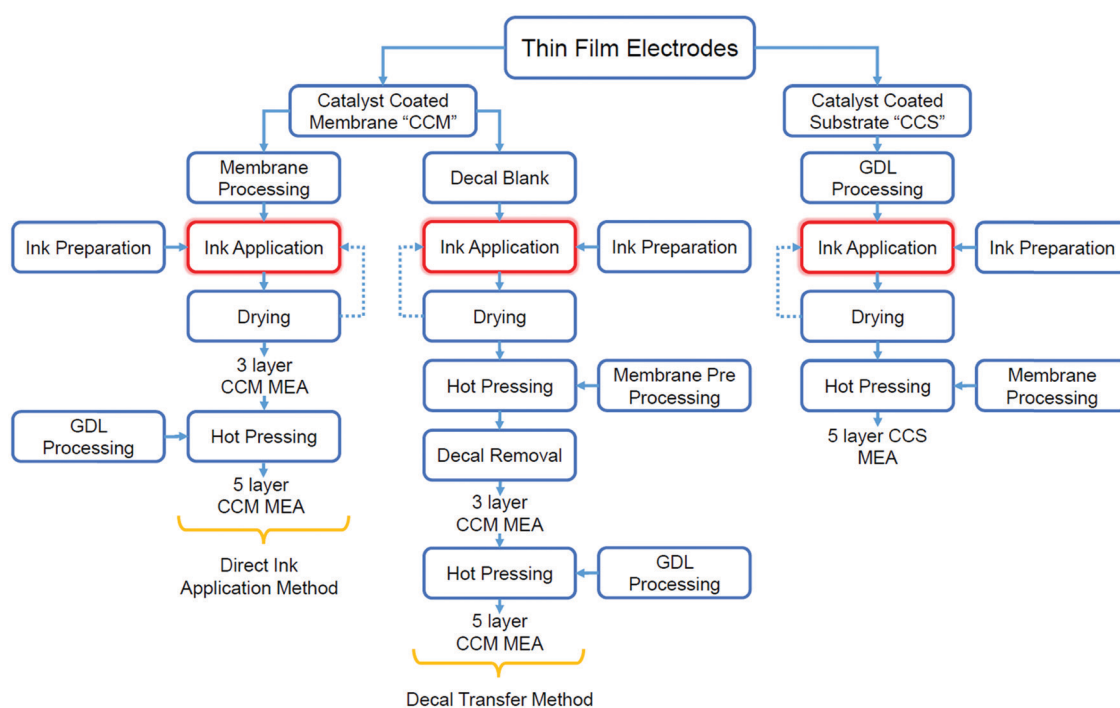 Thin Film Electrodes
Catalyst Coated
Membrane “CCM”
Catalyst Coated
Substrate “CCS”
Membrane
Processing
Decal Blank
GDL
Processing
Ink Preparation
Ink Application
Ink Application
Ink Preparation
Ink Application
Ink Preparation
Drying
Drying
Drying
3 layer
CCM MEA
Hot Pressing
Membrane Pre
Processing
Hot Pressing
Membrane
Processing
GDL
Processing
Hot Pressing
5 layer CCS
MEA
Decal Removal
5 layer
CCM MEA
3 layer
CCM MEA
Direct Ink
Application Method
Hot Pressing
GDL
Processing
5 layer
CCM MEA
Decal Transfer Method